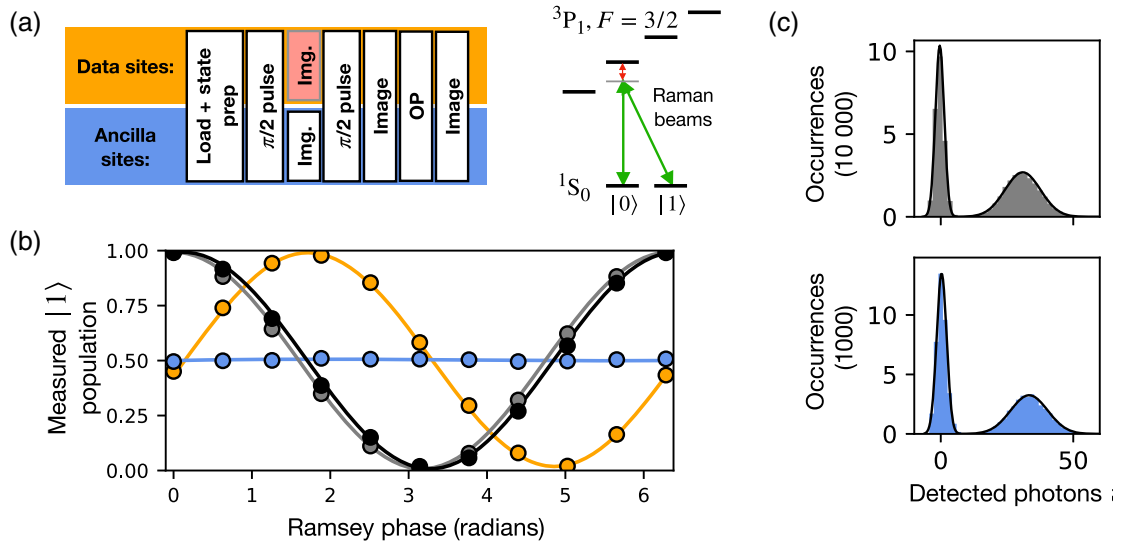 (a)
Data sites:
Ancilla
sites:
Load + state
prep
π/2 pulse
Img.
Img.
π/2 pulse
Image
OP
Image
³P₁, F = 3/2
Raman
beams
¹S₀
|0⟩
|1⟩
(b)
Measured |1⟩
population
1.00
0.75
0.50
0.25
0.00
0
1
2
3
4
5
6
Ramsey phase (radians)
(c)
Occurrences
(10 000)
10
5
0
Occurrences
(1000)
10
5
0
0
50
Detected photons